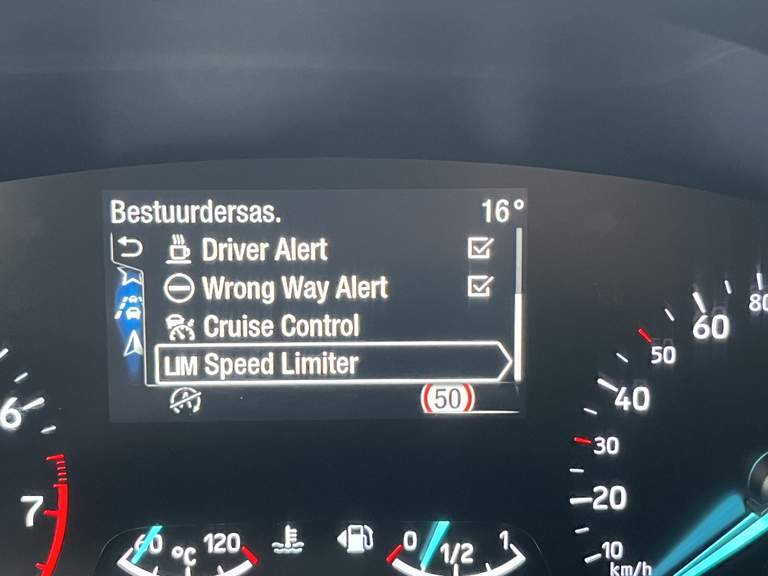 Bestuurdersas. 16°
Driver Alert
Wrong Way Alert
Cruise Control
LIM Speed Limiter
50
6
7
60 °C 120
0 1/2 1
10
20
30
40
50
60
80
km/h